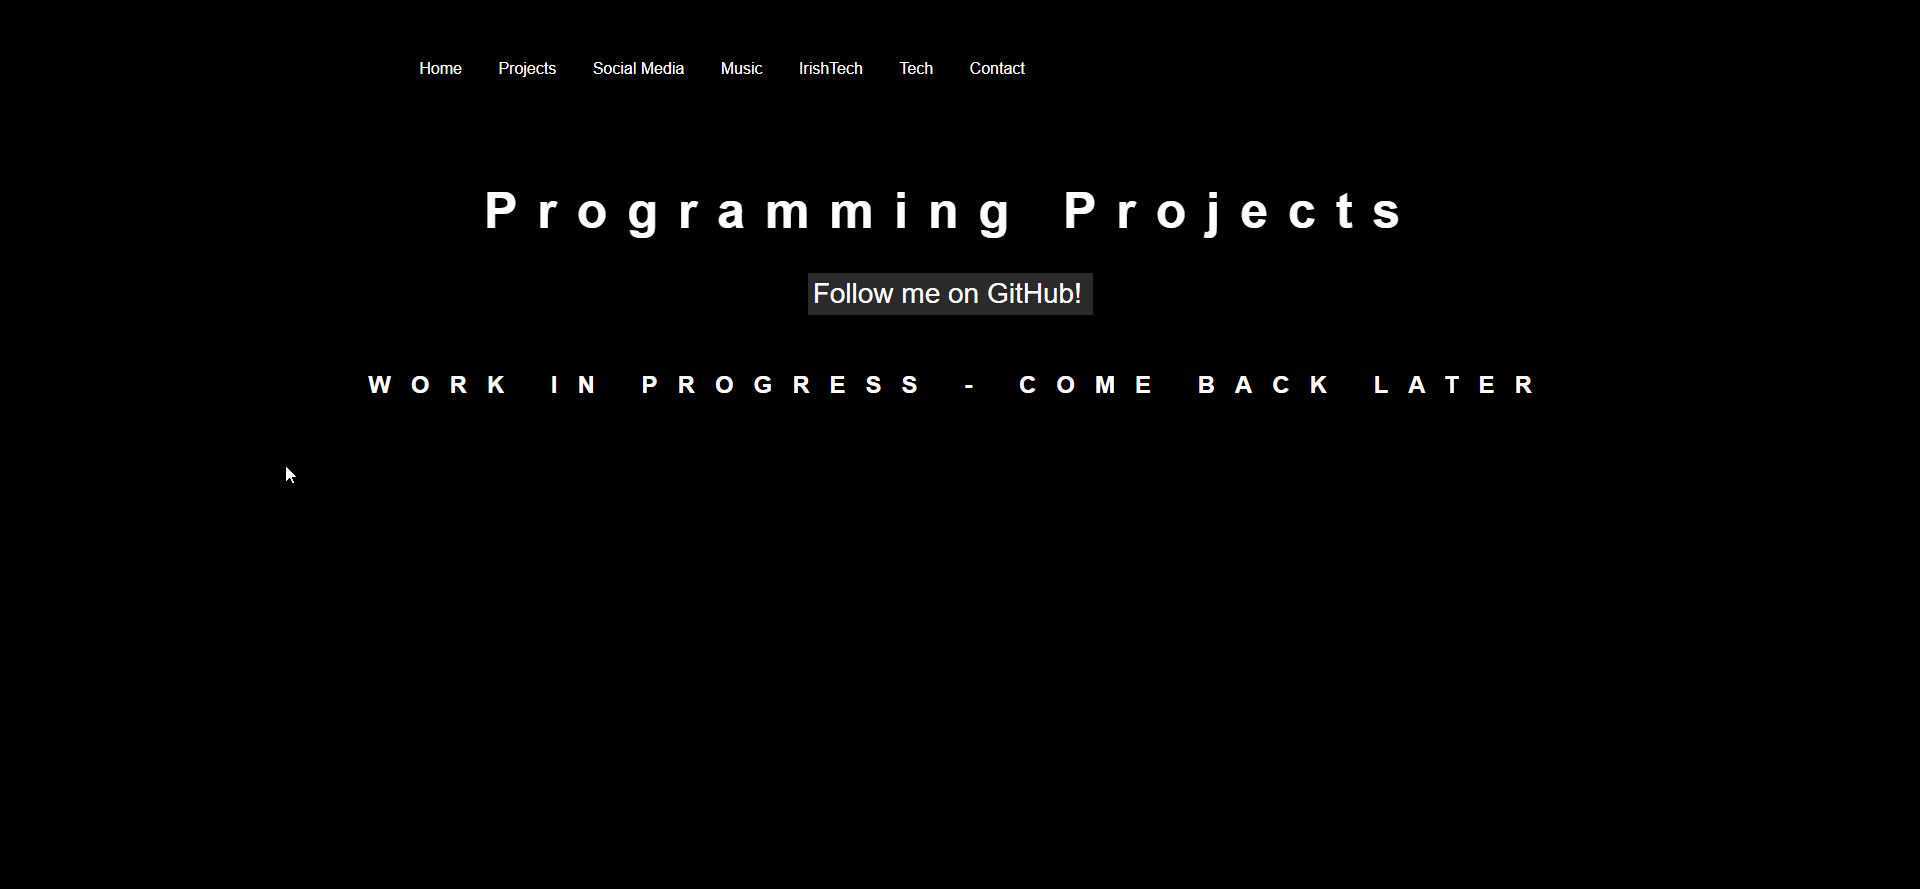 Home Projects Social Media Music IrishTech Tech Contact
Programming Projects
Follow me on GitHub!
WORK IN PROGRESS - COME BACK LATER